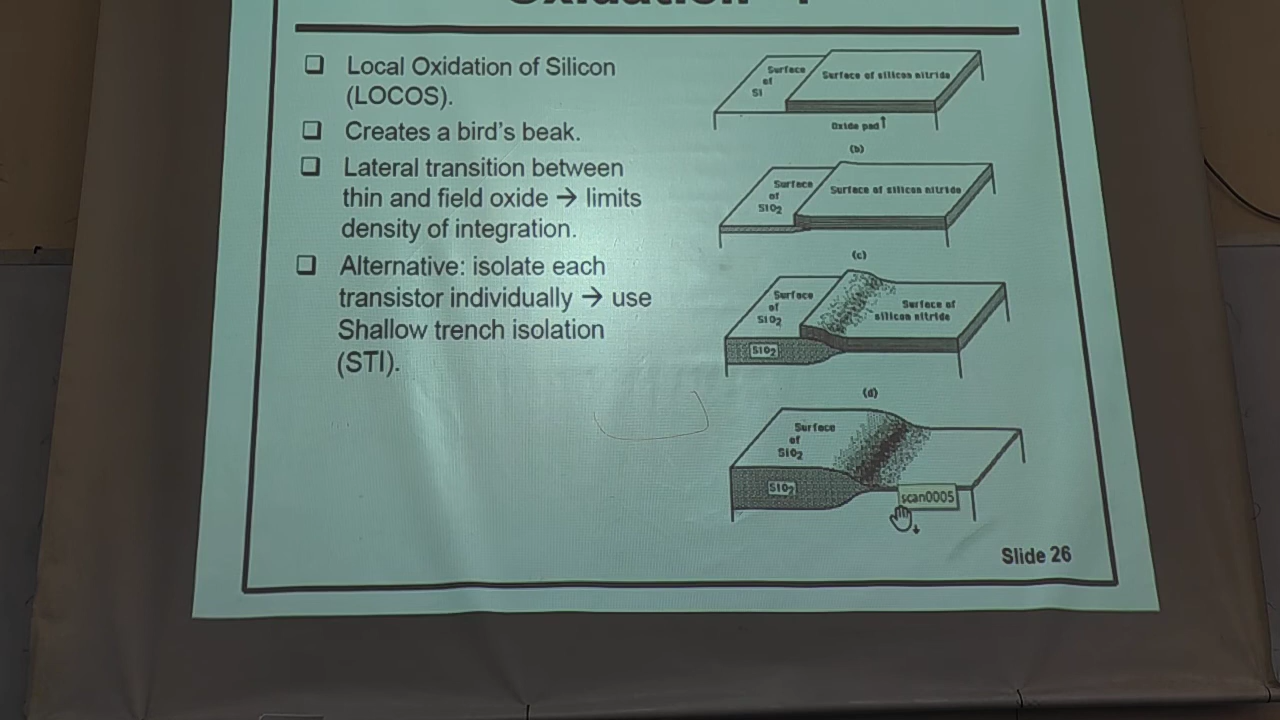 Oxidation
Local Oxidation of Silicon
(LOCOS).
Creates a bird's beak.
Lateral transition between
thin and field oxide → limits
density of integration.
Alternative: isolate each
transistor individually → use
Shallow trench isolation
(STI).
Surface
of
Si
Surface of silicon nitride
Oxide pad
(b)
Surface
of
SiO2
Surface of silicon nitride
(c)
Surface
of
SiO2
Surface of
silicon nitride
SiO2
(d)
Surface
of
SiO2
SiO2
scan0005
Slide 26